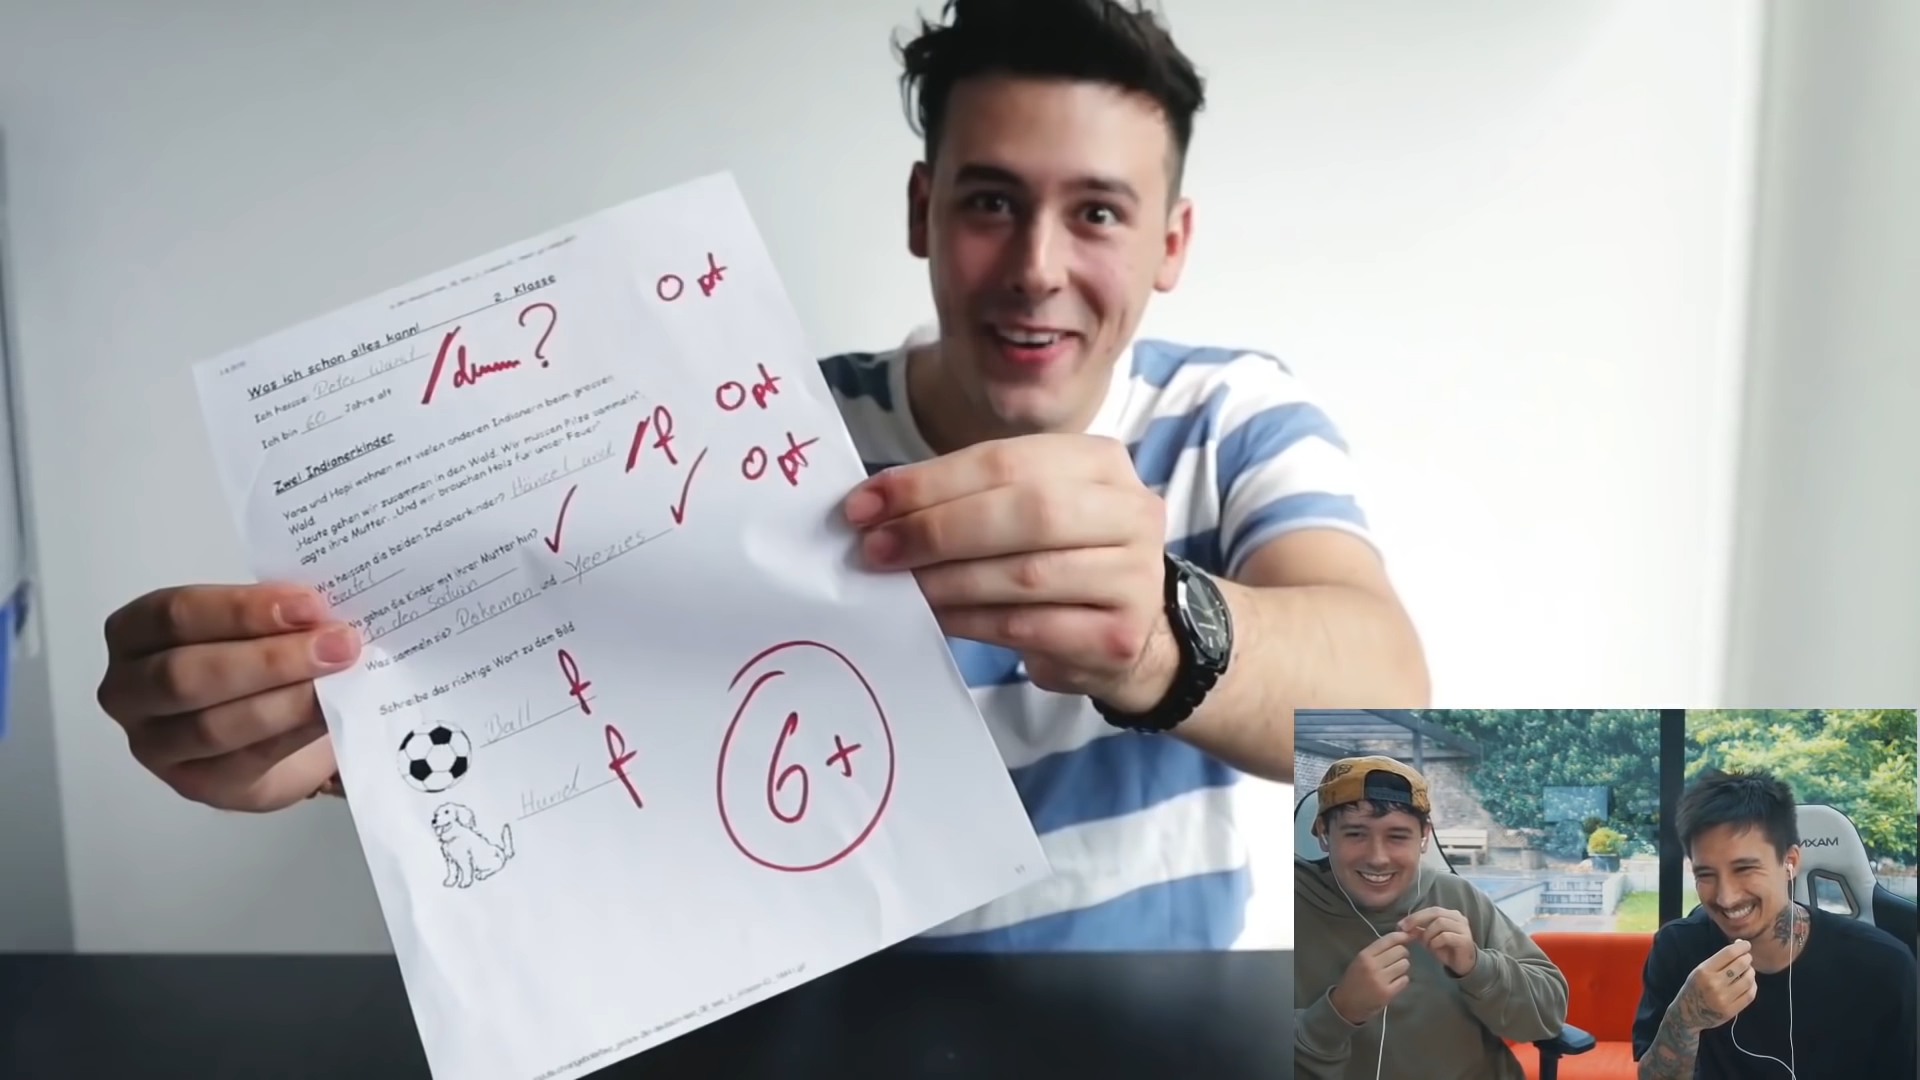 2. Klasse
Was ich schon alles kann!
Ich heisse: Peter Wurst /dumm?
Ich bin 60 Jahre alt
0 pt
Zwei Indianerkinder
Yana und Hopi wohnen mit vielen anderen Indianern beim grossen
Wald.
„Heute gehen wir zusammen in den Wald. Wir müssen Pilze sammeln",
sagte ihre Mutter. „Und wir brauchen Holz für unser Feuer"
Wie heissen die beiden Indianerkinder? Hänsel und /f 0 pt
Gretel
Wo gehen die Kinder mit ihrer Mutter hin? ✓ 0 pt
In den Saturn
Was sammeln sie? Pokemon und Yeezies ✓
Schreibe das richtige Wort zu dem Bild
Ball f
Hund f
6+
1/1
MXAM